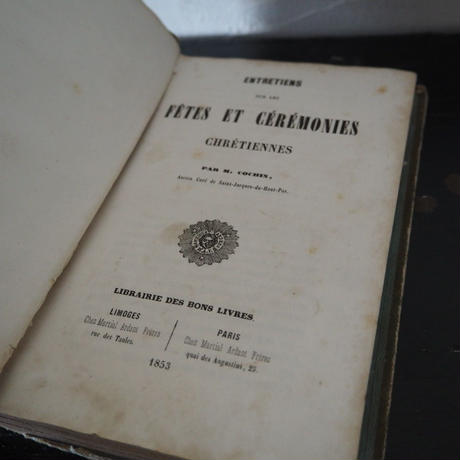 ENTRETIENS
SUR LES
FÊTES ET CÉRÉMONIES
CHRÉTIENNES
PAR M. COCHIN,
Ancien Curé de Saint-Jacques-du-Haut-Pas.
LIBRAIRIE DES BONS LIVRES
LIMOGES
Chez Martial Ardant Frères
rue des Taules.
PARIS
Chez Martial Ardant Frères
quai des Augustins, 25.
1853